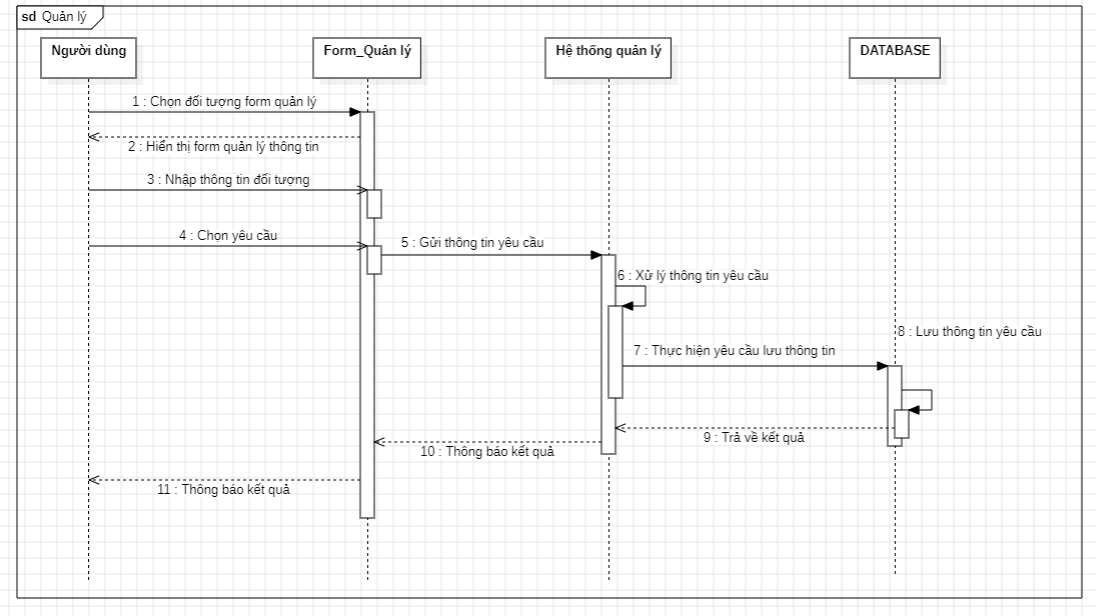 sd Quản lý
Người dùng
Form_Quản lý
Hệ thống quản lý
DATABASE
1 : Chọn đối tượng form quản lý
2 : Hiển thị form quản lý thông tin
3 : Nhập thông tin đối tượng
4 : Chọn yêu cầu
5 : Gửi thông tin yêu cầu
6 : Xử lý thông tin yêu cầu
8 : Lưu thông tin yêu cầu
7 : Thực hiện yêu cầu lưu thông tin
9 : Trả về kết quả
10 : Thông báo kết quả
11 : Thông báo kết quả